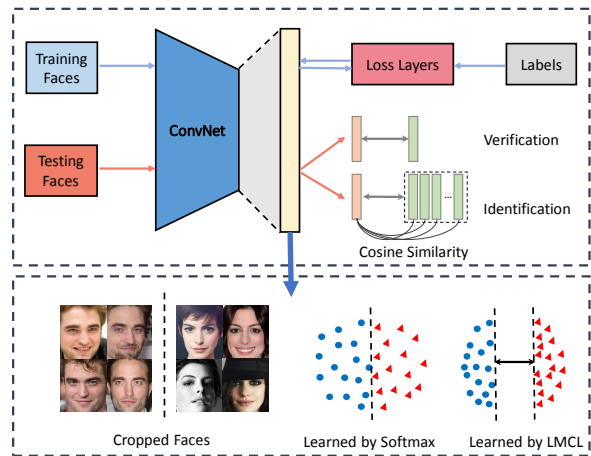 Training
Faces
Loss Layers
Labels
ConvNet
Testing
Faces
Verification
...
Identification
Cosine Similarity
Cropped Faces
Learned by Softmax
Learned by LMCL